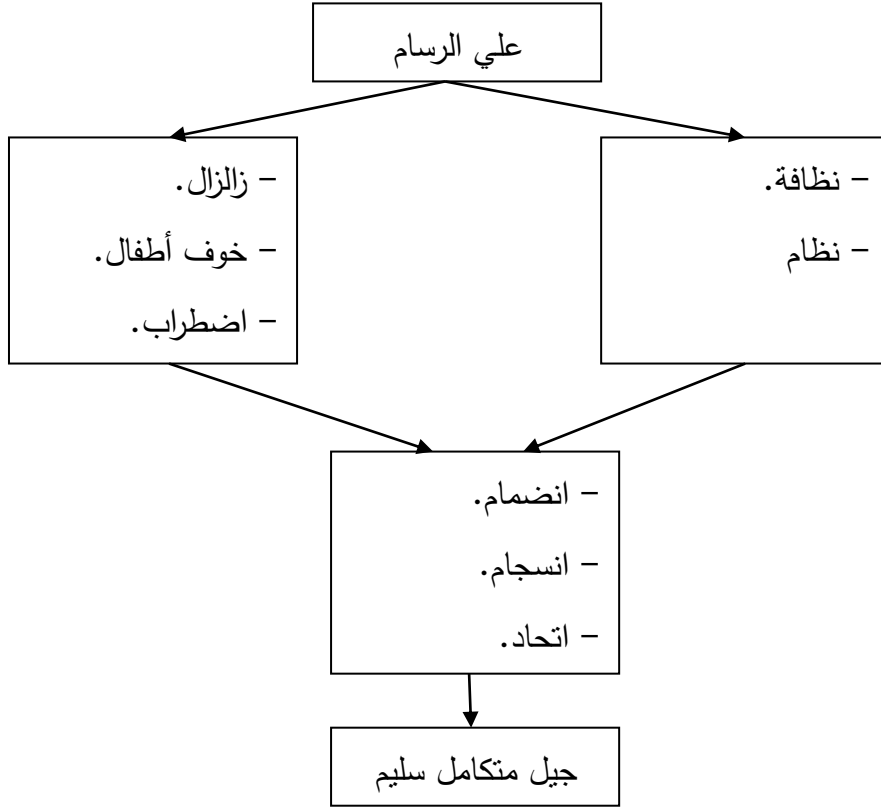 علي الرسام
- نظافة.
- نظام
- زالزال.
- خوف أطفال.
- اضطراب.
- انضمام.
- انسجام.
- اتحاد.
جيل متكامل سليم